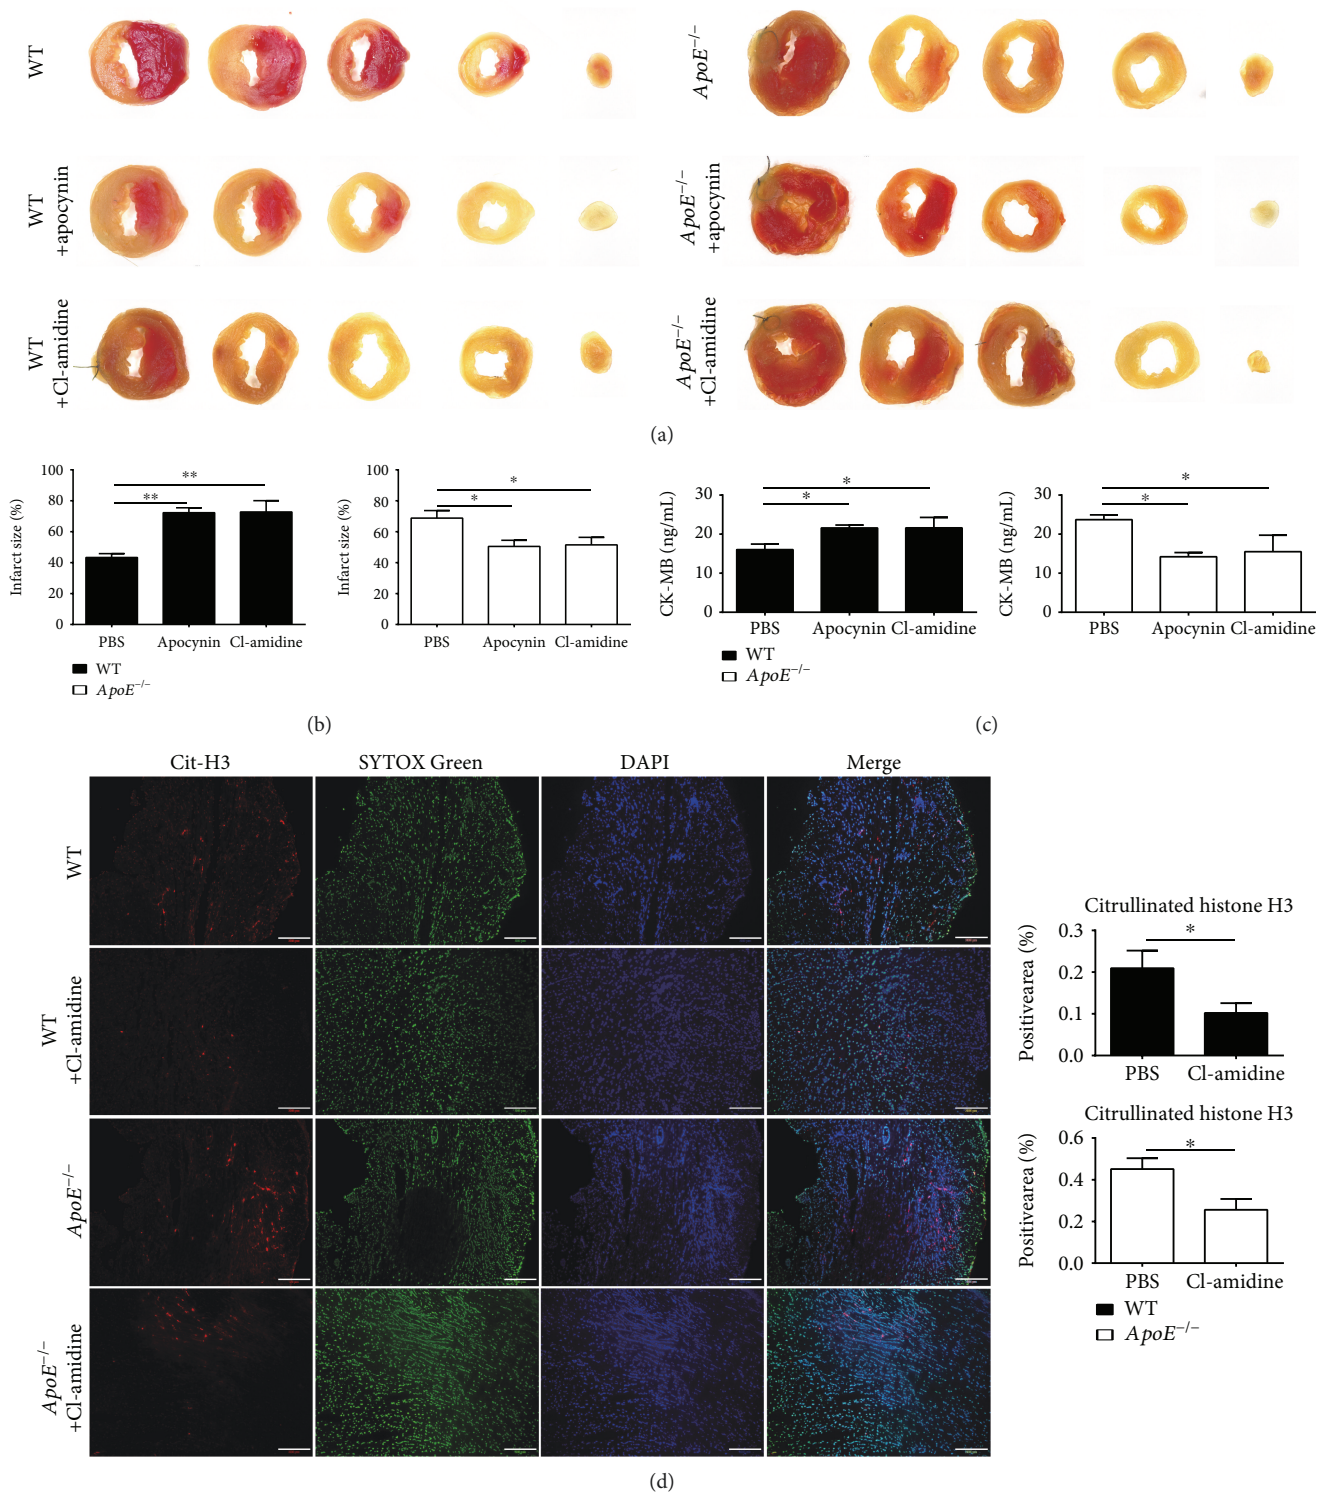 WT
ApoE−/−
WT
+apocynin
ApoE−/−
+apocynin
WT
+Cl-amidine
ApoE−/−
+Cl-amidine
(a)
Infarct size (%)
100
80
60
40
20
0
**
**
PBS
Apocynin
Cl-amidine
WT
ApoE−/−
Infarct size (%)
100
80
60
40
20
0
*
*
PBS
Apocynin
Cl-amidine
(b)
CK-MB (ng/mL)
30
20
10
0
*
*
PBS
Apocynin
Cl-amidine
WT
ApoE−/−
CK-MB (ng/mL)
30
20
10
0
*
*
PBS
Apocynin
Cl-amidine
(c)
Cit-H3
SYTOX Green
DAPI
Merge
WT
WT
+Cl-amidine
ApoE−/−
ApoE−/−
+Cl-amidine
Citrullinated histone H3
Positivearea (%)
0.3
0.2
0.1
0.0
*
PBS
Cl-amidine
Citrullinated histone H3
Positivearea (%)
0.6
0.4
0.2
0.0
*
PBS
Cl-amidine
WT
ApoE−/−
(d)